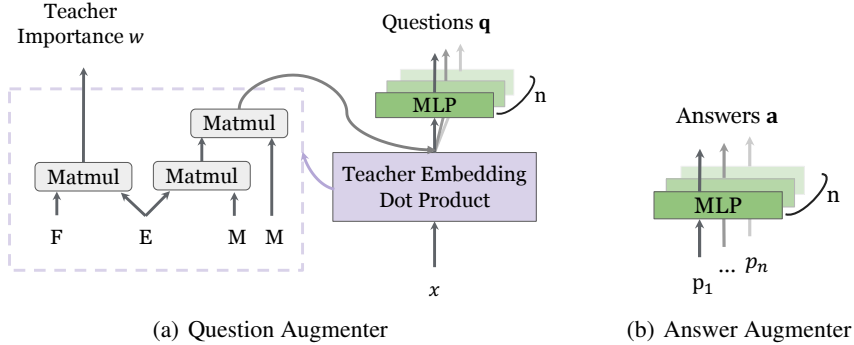 Teacher
Importance w
Questions q
n
MLP
Matmul
Matmul
Matmul
Teacher Embedding
Dot Product
F
E
M
M
x
(a) Question Augmenter
Answers a
n
MLP
... pₙ
p₁
(b) Answer Augmenter